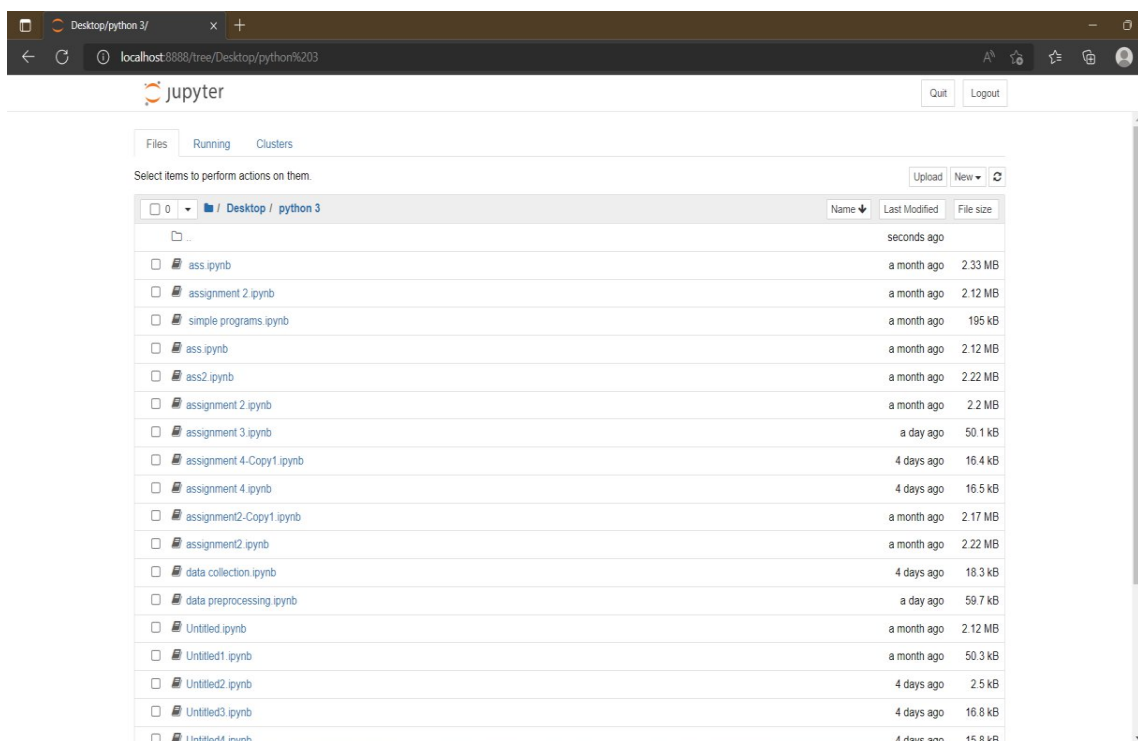 Desktop/python 3/
localhost:8888/tree/Desktop/python%203
jupyter Quit Logout
Files Running Clusters
Select items to perform actions on them. Upload New
0 / Desktop / python 3 Name Last Modified File size
.. seconds ago
ass.ipynb a month ago 2.33 MB
assignment 2.ipynb a month ago 2.12 MB
simple programs.ipynb a month ago 195 kB
ass.ipynb a month ago 2.12 MB
ass2.ipynb a month ago 2.22 MB
assignment 2.ipynb a month ago 2.2 MB
assignment 3.ipynb a day ago 50.1 kB
assignment 4-Copy1.ipynb 4 days ago 16.4 kB
assignment 4.ipynb 4 days ago 16.5 kB
assignment2-Copy1.ipynb a month ago 2.17 MB
assignment2.ipynb a month ago 2.22 MB
data collection.ipynb 4 days ago 18.3 kB
data preprocessing.ipynb a day ago 59.7 kB
Untitled.ipynb a month ago 2.12 MB
Untitled1.ipynb a month ago 50.3 kB
Untitled2.ipynb 4 days ago 2.5 kB
Untitled3.ipynb 4 days ago 16.8 kB
Untitled4.ipynb 4 days ago 15.8 kB